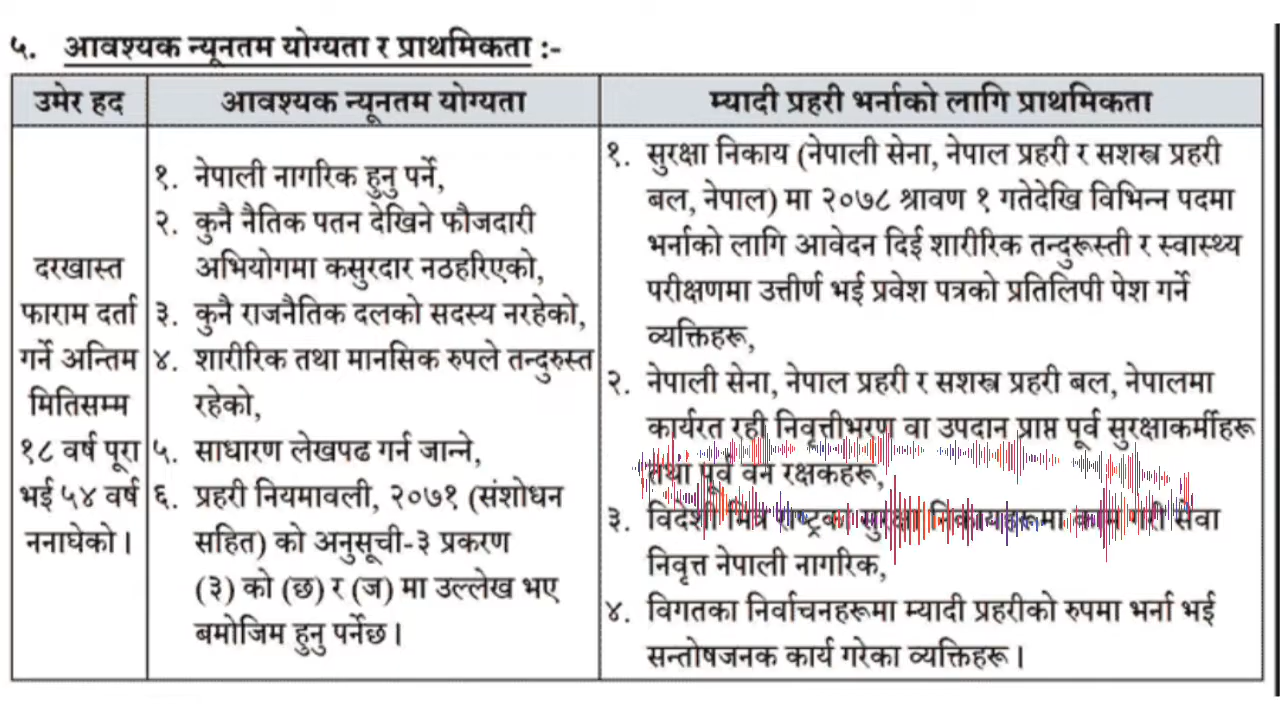 ५. आवश्यक न्यूनतम योग्यता र प्राथमिकता :-
उमेर हद
आवश्यक न्यूनतम योग्यता
म्यादी प्रहरी भर्नाको लागि प्राथमिकता
दरखास्त
फाराम दर्ता
गर्ने अन्तिम
मितिसम्म
१८ वर्ष पूरा
भई ५४ वर्ष
ननाघेको ।
१. नेपाली नागरिक हुनु पर्ने,
२. कुनै नैतिक पतन देखिने फौजदारी
अभियोगमा कसुरदार नठहरिएको,
३. कुनै राजनैतिक दलको सदस्य नरहेको,
४. शारीरिक तथा मानसिक रुपले तन्दुरुस्त
रहेको,
५. साधारण लेखपढ गर्न जान्ने,
६. प्रहरी नियमावली, २०७१ (संशोधन
सहित) को अनुसूची-३ प्रकरण
(३) को (छ) र (ज) मा उल्लेख भए
बमोजिम हुनु पर्नेछ ।
१. सुरक्षा निकाय (नेपाली सेना, नेपाल प्रहरी र सशस्त्र प्रहरी
बल, नेपाल) मा २०७८ श्रावण १ गतेदेखि विभिन्न पदमा
भर्नाको लागि आवेदन दिई शारीरिक तन्दुरूस्ती र स्वास्थ्य
परीक्षणमा उत्तीर्ण भई प्रवेश पत्रको प्रतिलिपी पेश गर्ने
व्यक्तिहरू,
२. नेपाली सेना, नेपाल प्रहरी र सशस्त्र प्रहरी बल, नेपालमा
कार्यरत रही निवृत्तीभरण वा उपदान प्राप्त पूर्व सुरक्षाकर्मीहरू
तथा पूर्व वन रक्षकहरू,
३. विदेशी मित्र राष्ट्रका सुरक्षा निकायहरूमा काम गरी सेवा
निवृत्त नेपाली नागरिक,
४. विगतका निर्वाचनहरूमा म्यादी प्रहरीको रुपमा भर्ना भई
सन्तोषजनक कार्य गरेका व्यक्तिहरू ।